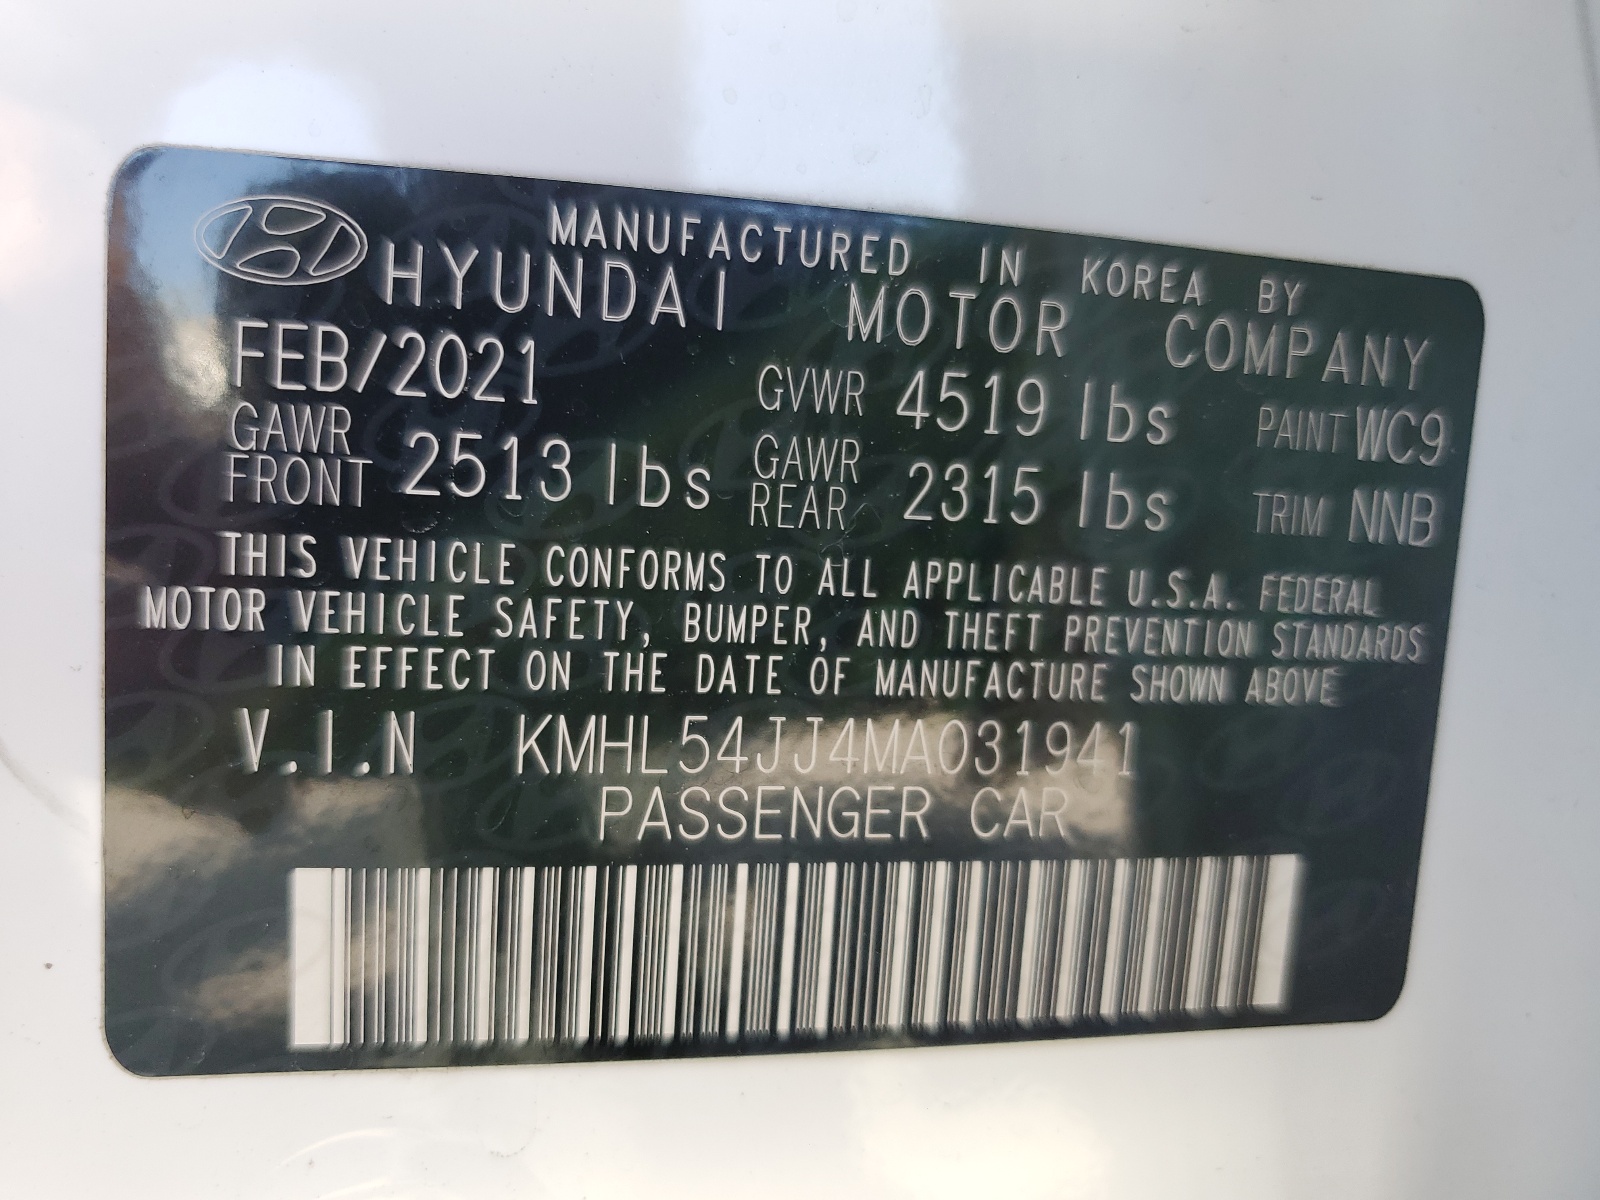 MANUFACTURED IN KOREA BY
HYUNDAI MOTOR COMPANY
FEB/2021 GVWR 4519 lbs PAINT WC9
GAWR FRONT 2513 lbs GAWR REAR 2315 lbs TRIM NNB
THIS VEHICLE CONFORMS TO ALL APPLICABLE U.S.A. FEDERAL
MOTOR VEHICLE SAFETY, BUMPER, AND THEFT PREVENTION STANDARDS
IN EFFECT ON THE DATE OF MANUFACTURE SHOWN ABOVE
V.I.N KMHL54JJ4MA031941
PASSENGER CAR